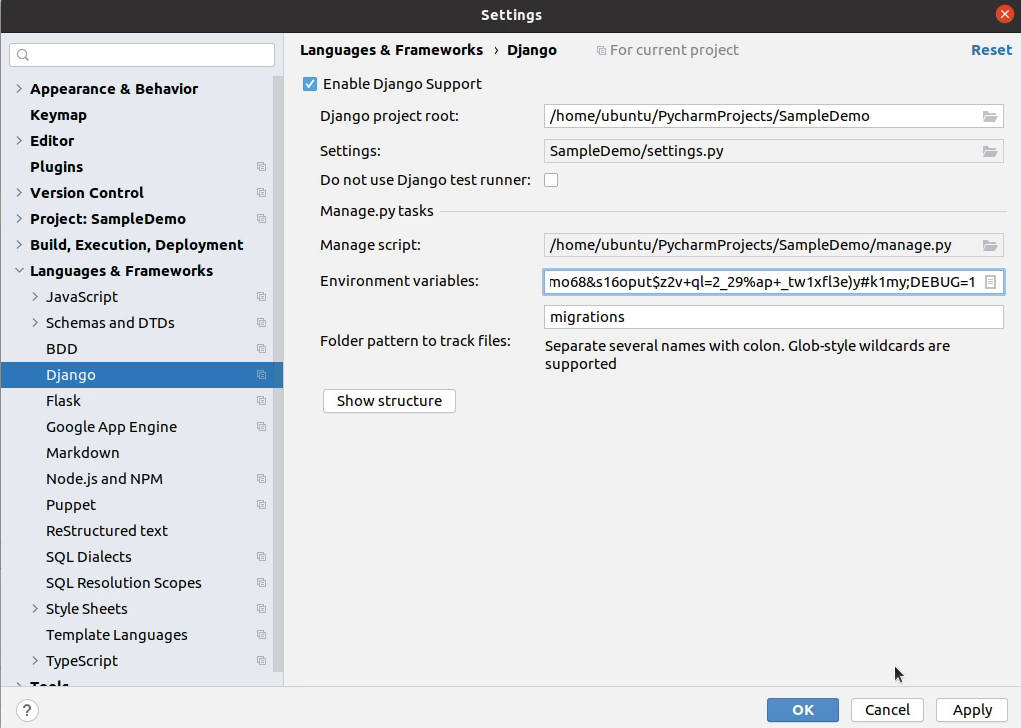 Settings
Languages & Frameworks › Django For current project Reset
Appearance & Behavior
Keymap
Editor
Plugins
Version Control
Project: SampleDemo
Build, Execution, Deployment
Languages & Frameworks
JavaScript
Schemas and DTDs
BDD
Django
Flask
Google App Engine
Markdown
Node.js and NPM
Puppet
ReStructured text
SQL Dialects
SQL Resolution Scopes
Style Sheets
Template Languages
TypeScript
Tools
Enable Django Support
Django project root: /home/ubuntu/PycharmProjects/SampleDemo
Settings: SampleDemo/settings.py
Do not use Django test runner:
Manage.py tasks
Manage script: /home/ubuntu/PycharmProjects/SampleDemo/manage.py
Environment variables: mo68&s16oput$z2v+ql=2_29%ap+_tw1xfl3e)y#k1my;DEBUG=1
migrations
Folder pattern to track files:
Separate several names with colon. Glob-style wildcards are
supported
Show structure
? OK Cancel Apply